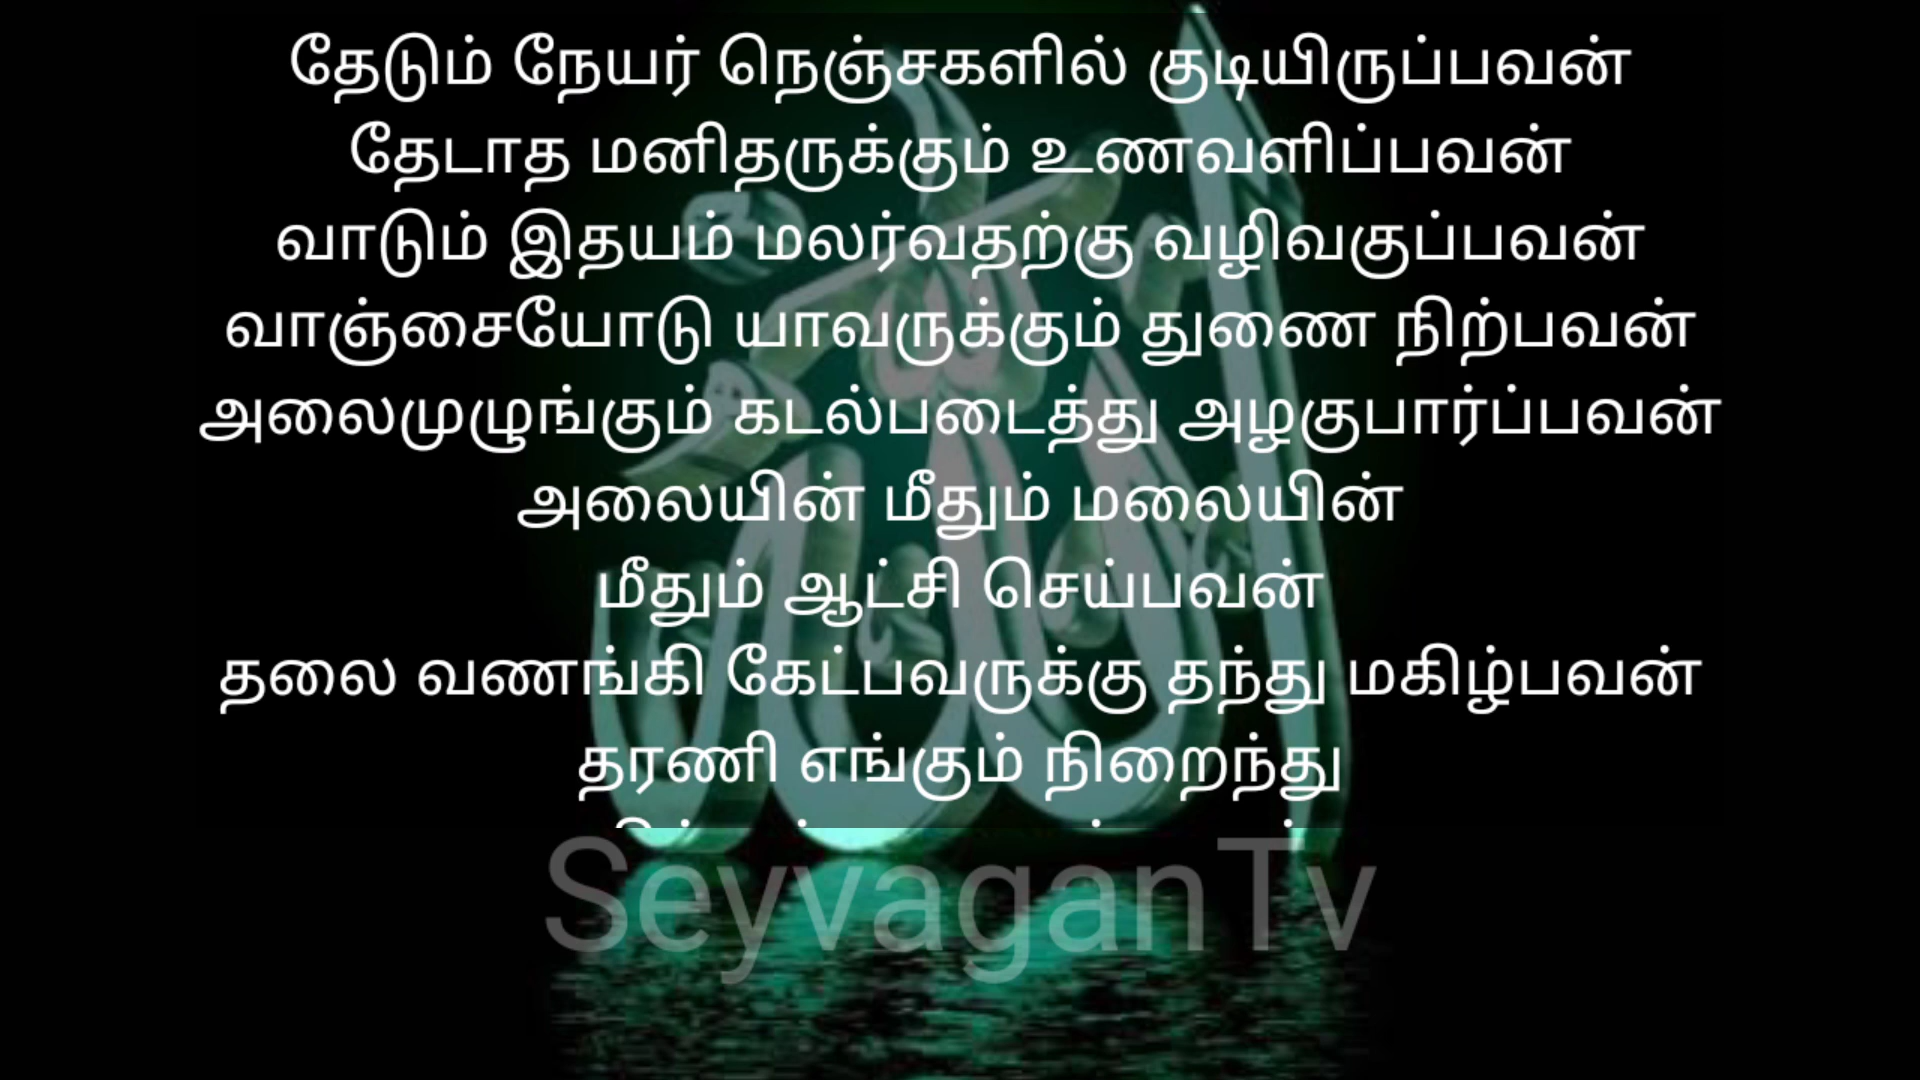 தேடும் நேயர் நெஞ்சகளில் குடியிருப்பவன்
தேடாத மனிதருக்கும் உணவளிப்பவன்
வாடும் இதயம் மலர்வதற்கு வழிவகுப்பவன்
வாஞ்சையோடு யாவருக்கும் துணை நிற்பவன்
அலைமுழுங்கும் கடல்படைத்து அழகுபார்ப்பவன்
அலையின் மீதும் மலையின்
மீதும் ஆட்சி செய்பவன்
தலை வணங்கி கேட்பவருக்கு தந்து மகிழ்பவன்
தரணி எங்கும் நிறைந்து
SeyvaganTv
الله